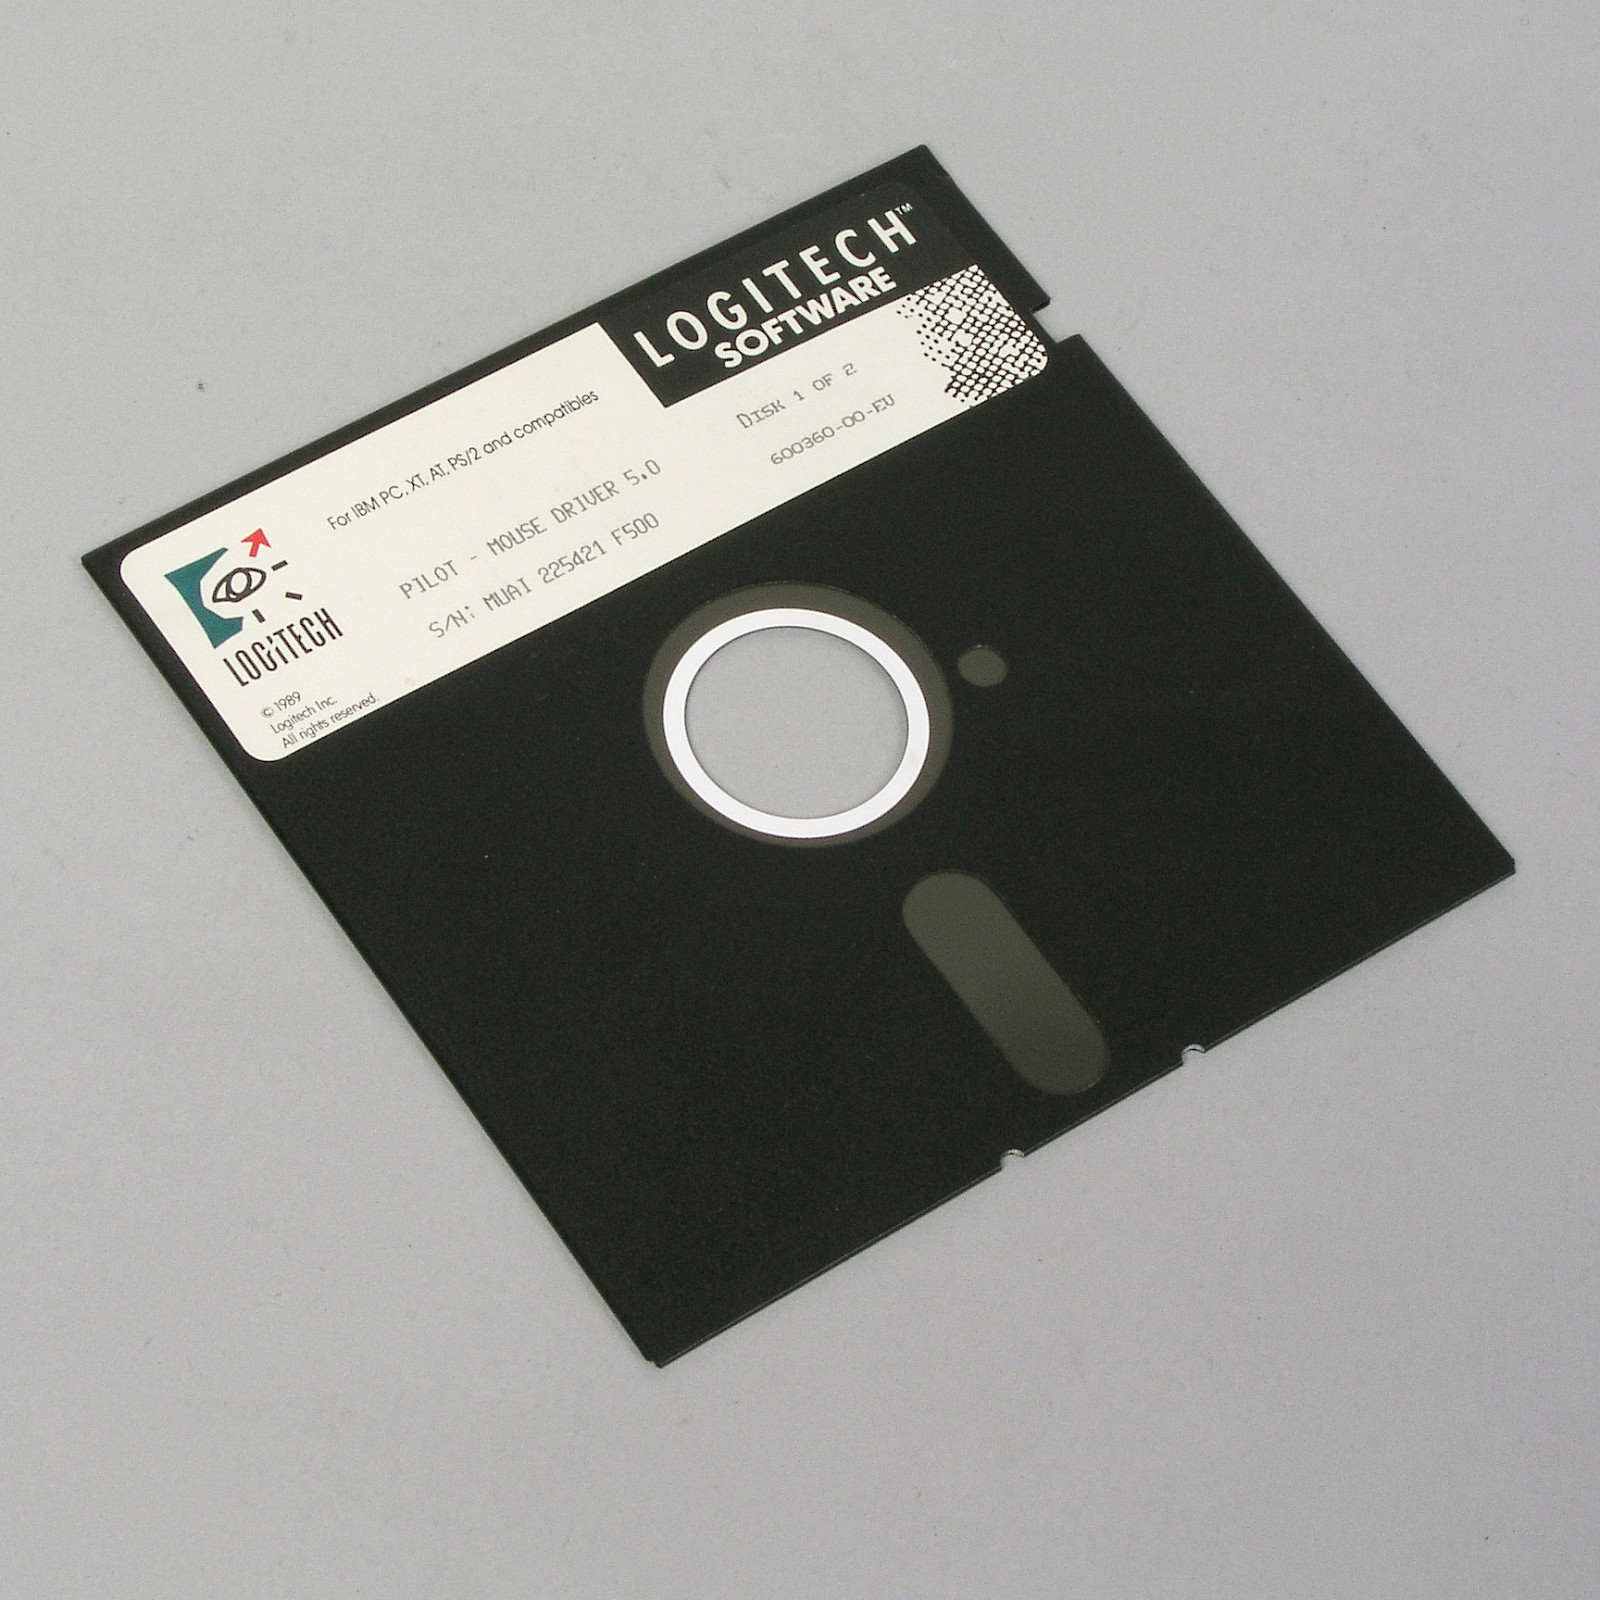 LOGITECH™
SOFTWARE
For IBM PC, XT, AT, PS/2 and compatibles
DISK 1 OF 2
600360-00-EU
PILOT - MOUSE DRIVER 5.0
S/N: MUAI 225421 F500
LOGITECH
© 1989
Logitech Inc.
All rights reserved.